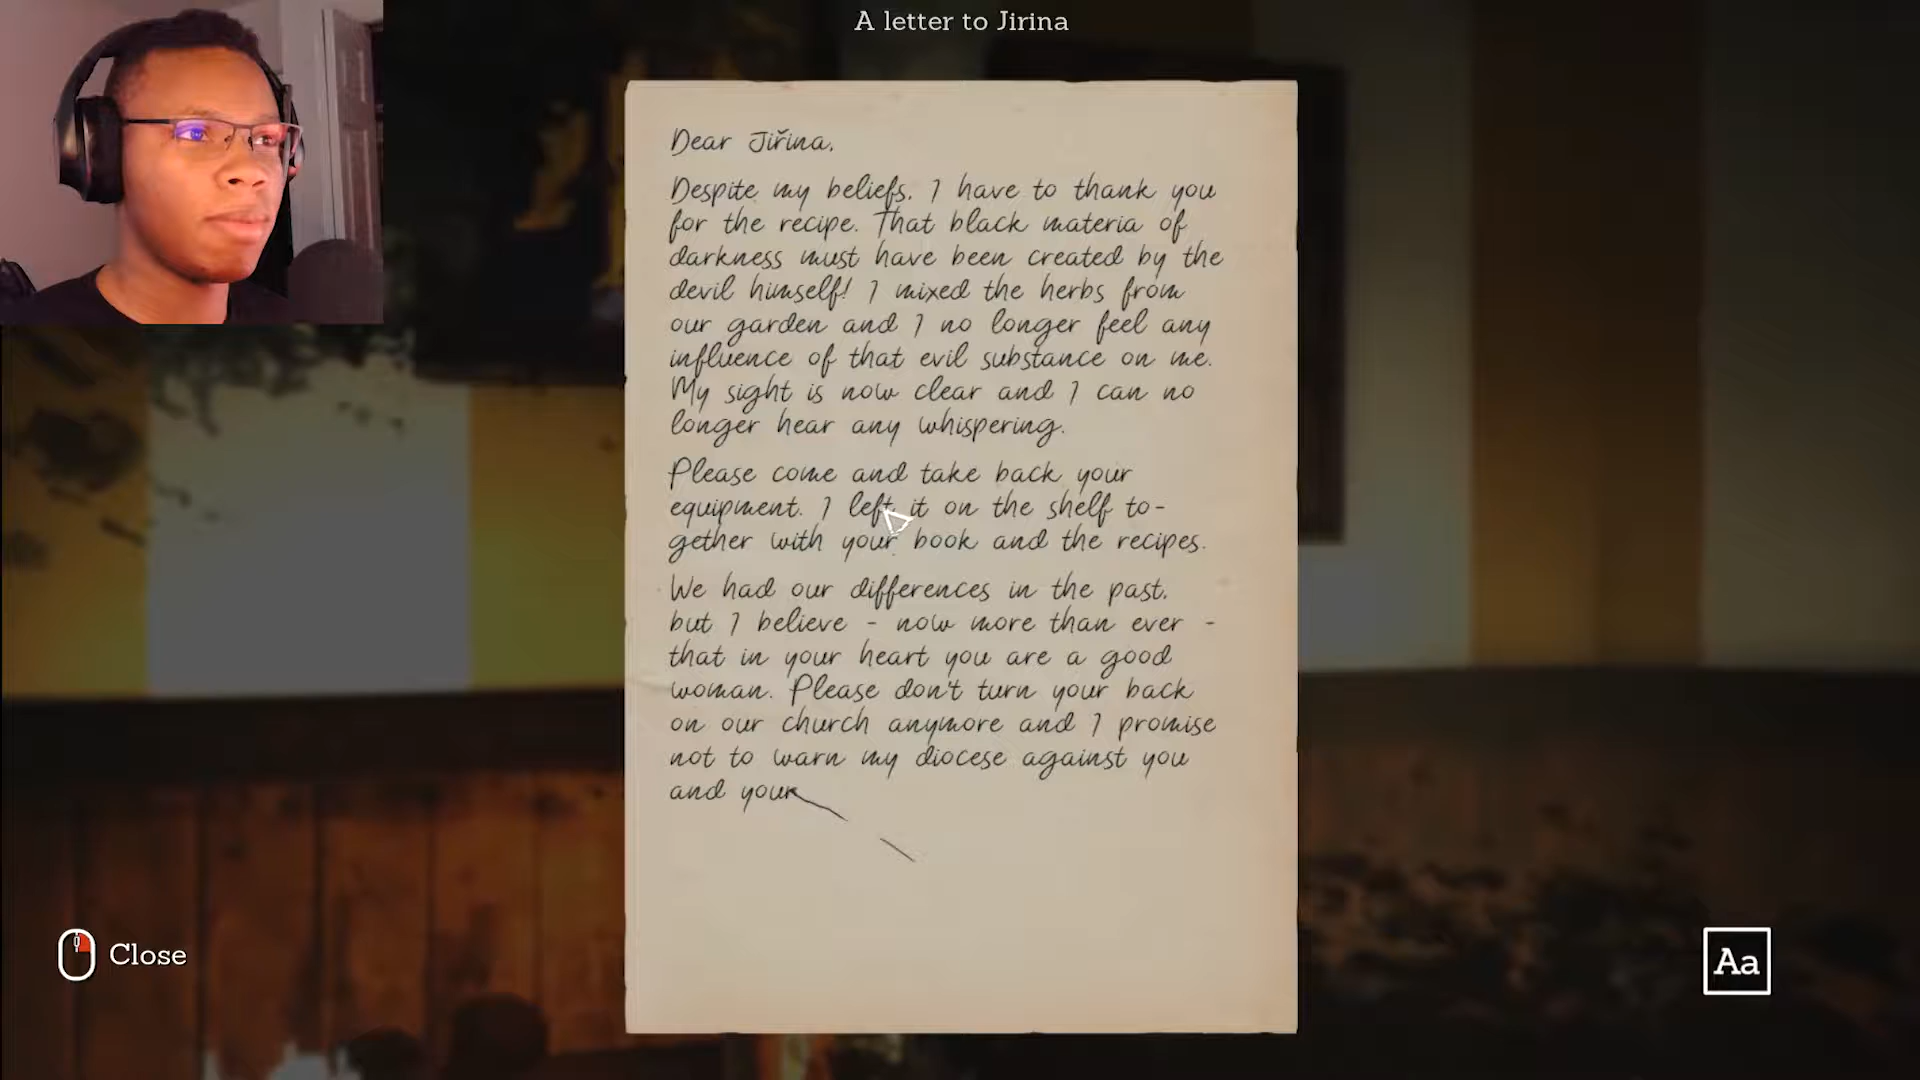 A letter to Jirina
Dear Jiřina,
Despite my beliefs, I have to thank you
for the recipe. That black materia of
darkness must have been created by the
devil himself! I mixed the herbs from
our garden and I no longer feel any
influence of that evil substance on me.
My sight is now clear and I can no
longer hear any whispering.
Please come and take back your
equipment. I left it on the shelf to-
gether with your book and the recipes.
We had our differences in the past,
but I believe - now more than ever -
that in your heart you are a good
woman. Please don't turn your back
on our church anymore and I promise
not to warn my diocese against you
and your
Close
Aa